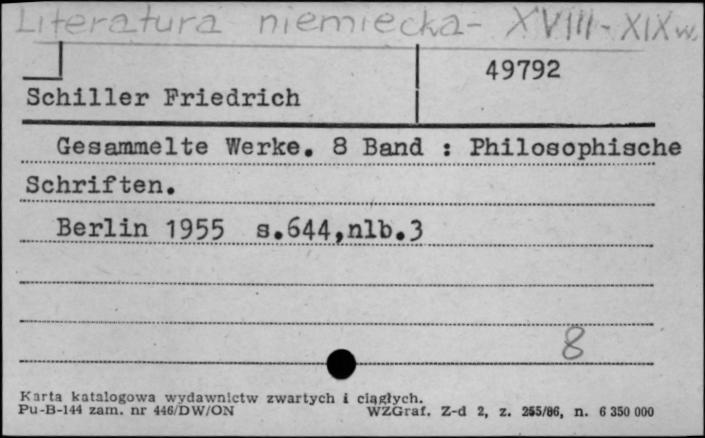 Literatura niemiecka - XVIII - XIX w.
49792
Schiller Friedrich
Gesammelte Werke. 8 Band : Philosophische
Schriften.
Berlin 1955 s.644,nlb.3
8
Karta katalogowa wydawnictw zwartych i ciągłych.
Pu-B-144 zam. nr 446/DW/ON WZGraf. Z-d 2, z. 255/86, n. 6 350 000